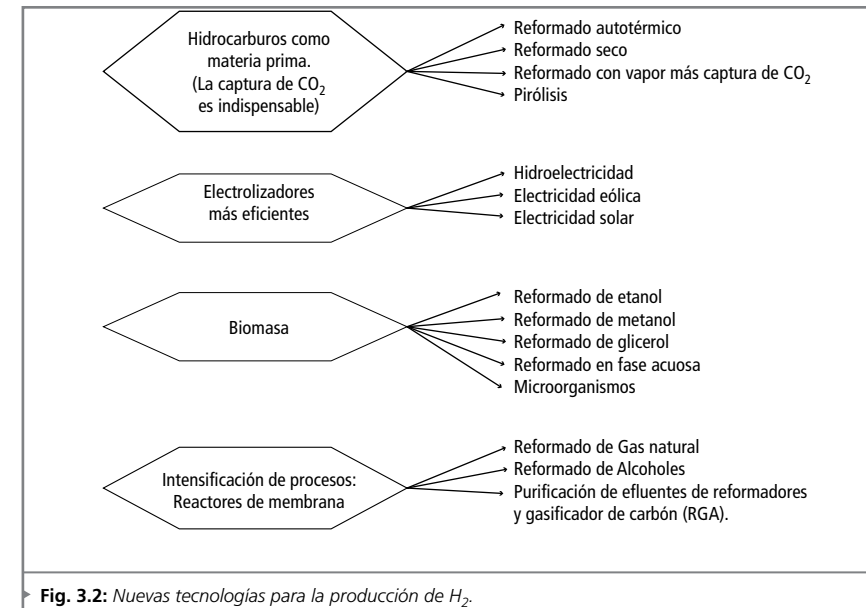 Hidrocarburos como
materia prima.
(La captura de CO2
es indispensable)
Reformado autotérmico
Reformado seco
Reformado con vapor más captura de CO2
Pirólisis
Electrolizadores
más eficientes
Hidroelectricidad
Electricidad eólica
Electricidad solar
Biomasa
Reformado de etanol
Reformado de metanol
Reformado de glicerol
Reformado en fase acuosa
Microorganismos
Intensificación de procesos:
Reactores de membrana
Reformado de Gas natural
Reformado de Alcoholes
Purificación de efluentes de reformadores
y gasificador de carbón (RGA).
Fig. 3.2: Nuevas tecnologías para la producción de H2.